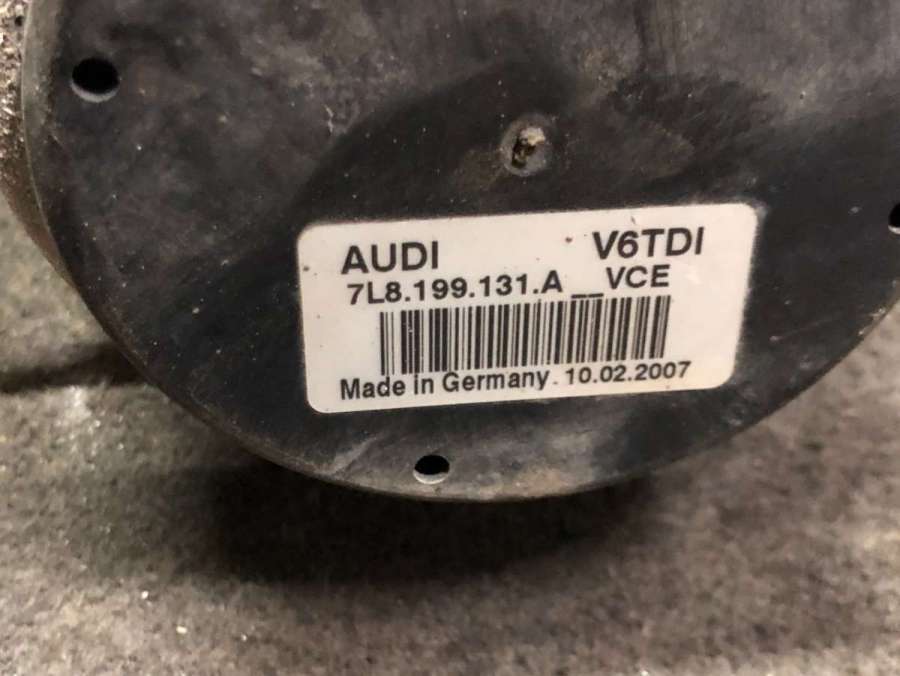 AUDI V6TDI
7L8.199.131.A __VCE
Made in Germany. 10.02.2007